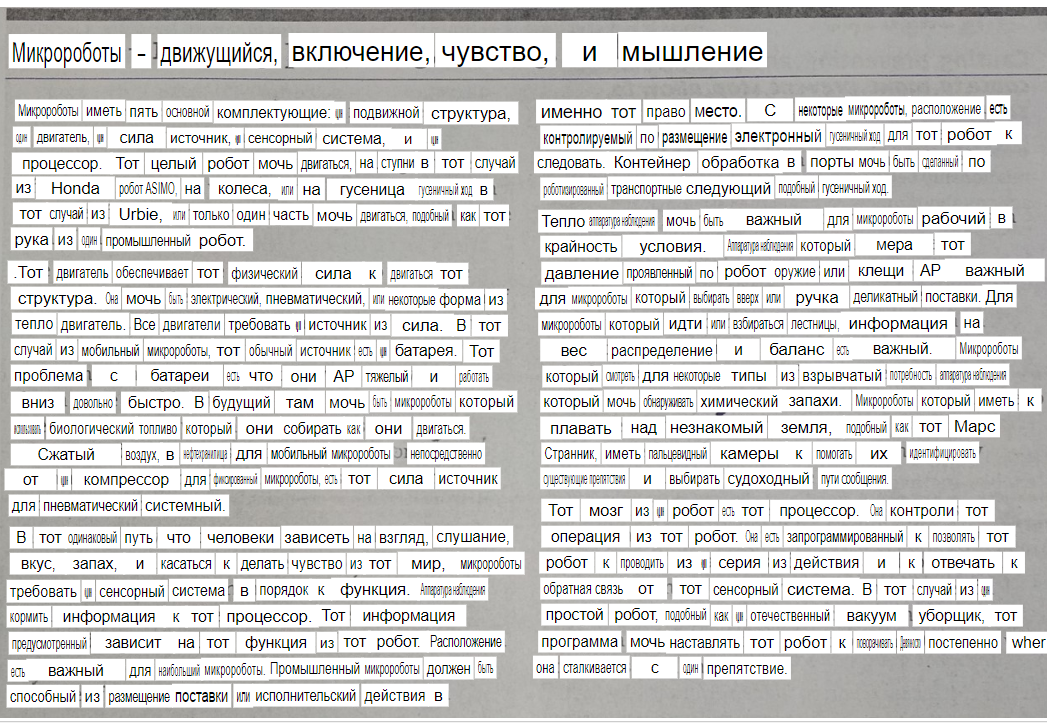 Микророботы – движущийся, включение, чувство, и мышление
Микророботы иметь пять основной комплектующие: подвижной структура,
один двигатель, сила источник, сенсорный система, и
процессор. Тот целый робот мочь двигаться, на ступни в тот случай
из Honda робот ASIMO, на колеса, или на гусеница гусеничный ход в
тот случай из Urbie, или только один часть мочь двигаться, подобный как тот
рука из один промышленный робот.
.Тот двигатель обеспечивает тот физический сила к двигаться тот
структура. Она мочь быть электрический, пневматический, или некоторые форма из
тепло двигатель. Все двигатели требовать источник из сила. В тот
случай из мобильный микророботы, тот обычный источник есть батарея. Тот
проблема с батареи есть что они АР тяжелый и работать
вниз довольно быстро. В будущий там мочь быть микророботы который
использовать биологический топливо который они собирать как они двигаться.
Сжатый воздух, в нефтехранилища для мобильный микророботы непосредственно
от компрессор для фиксированный микророботы, есть тот сила источник
для пневматический системный.
В тот одинаковый путь что человеки зависеть на взгляд, слушание,
вкус, запах, и касаться к делать чувство из тот мир, микророботы
требовать сенсорный система в порядок к функция. Аппаратура наблюдения
кормить информация к тот процессор. Тот информация
предусмотренный зависит на тот функция из тот робот. Расположение
есть важный для наибольший микророботы. Промышленный микророботы должен быть
способный из размещение поставки или исполнительский действия в
именно тот право место. С некоторые микророботы, расположение есть
контролируемый по размещение электронный гусеничный ход для тот робот к
следовать. Контейнер обработка в порты мочь быть сделанный по
роботизированный транспортные следующий подобный гусеничный ход.
Тепло аппаратура наблюдения мочь быть важный для микророботы рабочий в
крайность условия. Аппаратура наблюдения который мера тот
давление проявленный по робот оружие или клещи АР важный
для микророботы который выбирать вверх или ручка деликатный поставки. Для
микророботы который идти или взбираться лестницы, информация на
вес распределение и баланс есть важный. Микророботы
который смотреть для некоторые типы из взрывчатый потребность аппаратура наблюдения
который мочь обнаруживать химический запахи. Микророботы который иметь к
плавать над незнакомый земля, подобный как тот Марс
Странник, иметь пальцевидный камеры к помогать их идентифицировать
существующие препятствия и выбирать судоходный пути сообщения.
Тот мозг из робот есть тот процессор. Она контроли тот
операция из тот робот. Она есть запрограммированный к позволять тот
робот к проводить из серия из действия и к отвечать к
обратная связь от тот сенсорный система. В тот случай из один
простой робот, подобный как отечественный вакуум уборщик, тот
программа мочь наставлять тот робот к поворачивать постепенно wher
она сталкивается с один препятствие.